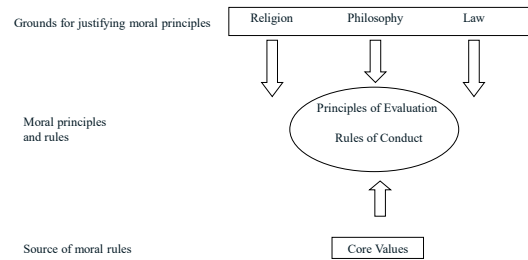 Grounds for justifying moral principles
Religion Philosophy Law
Principles of Evaluation
Moral principles
and rules
Rules of Conduct
Source of moral rules
Core Values